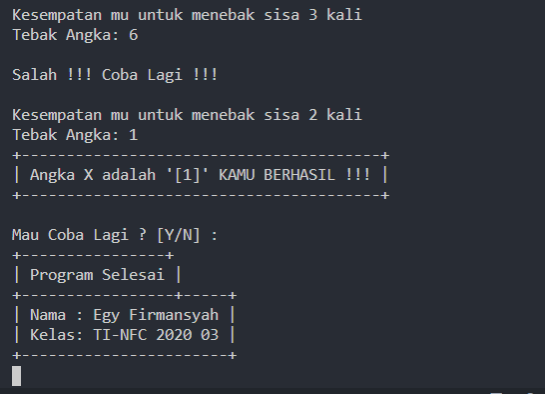 Kesempatan mu untuk menebak sisa 3 kali
Tebak Angka: 6
Salah !!! Coba Lagi !!!
Kesempatan mu untuk menebak sisa 2 kali
Tebak Angka: 1
+----------------------------------------+
| Angka X adalah '[1]' KAMU BERHASIL !!! |
+----------------------------------------+
Mau Coba Lagi ? [Y/N] :
+----------------+
| Program Selesai |
+-----------------+-----+
| Nama : Egy Firmansyah |
| Kelas: TI-NFC 2020 03 |
+-----------------------+